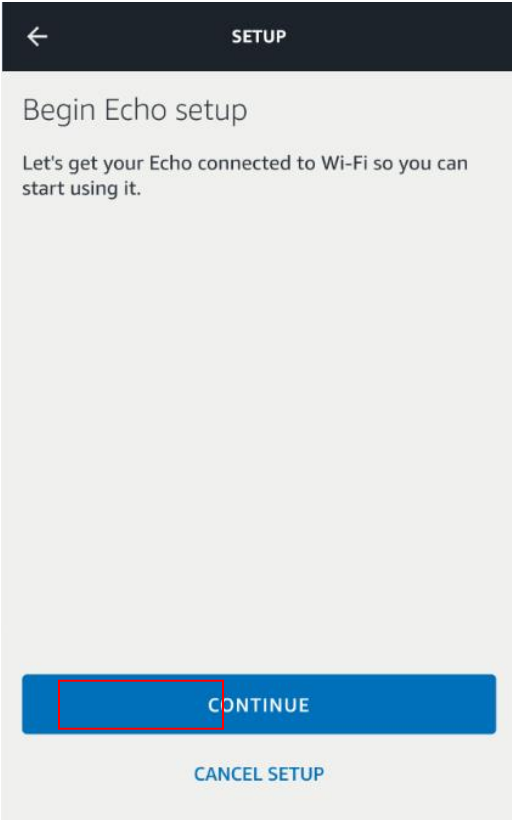 SETUP
Begin Echo setup
Let's get your Echo connected to Wi-Fi so you can
start using it.
CONTINUE
CANCEL SETUP